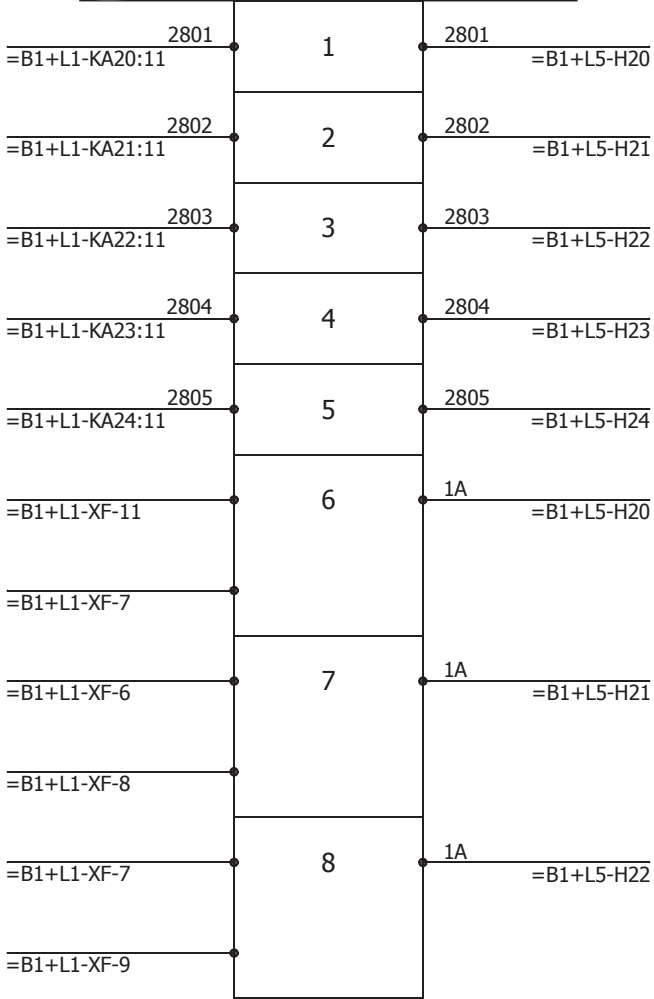 2801 1 2801
=B1+L1-KA20:11 =B1+L5-H20
2802 2 2802
=B1+L1-KA21:11 =B1+L5-H21
2803 3 2803
=B1+L1-KA22:11 =B1+L5-H22
2804 4 2804
=B1+L1-KA23:11 =B1+L5-H23
2805 5 2805
=B1+L1-KA24:11 =B1+L5-H24
6 1A
=B1+L1-XF-11 =B1+L5-H20
=B1+L1-XF-7
7 1A
=B1+L1-XF-6 =B1+L5-H21
=B1+L1-XF-8
8 1A
=B1+L1-XF-7 =B1+L5-H22
=B1+L1-XF-9